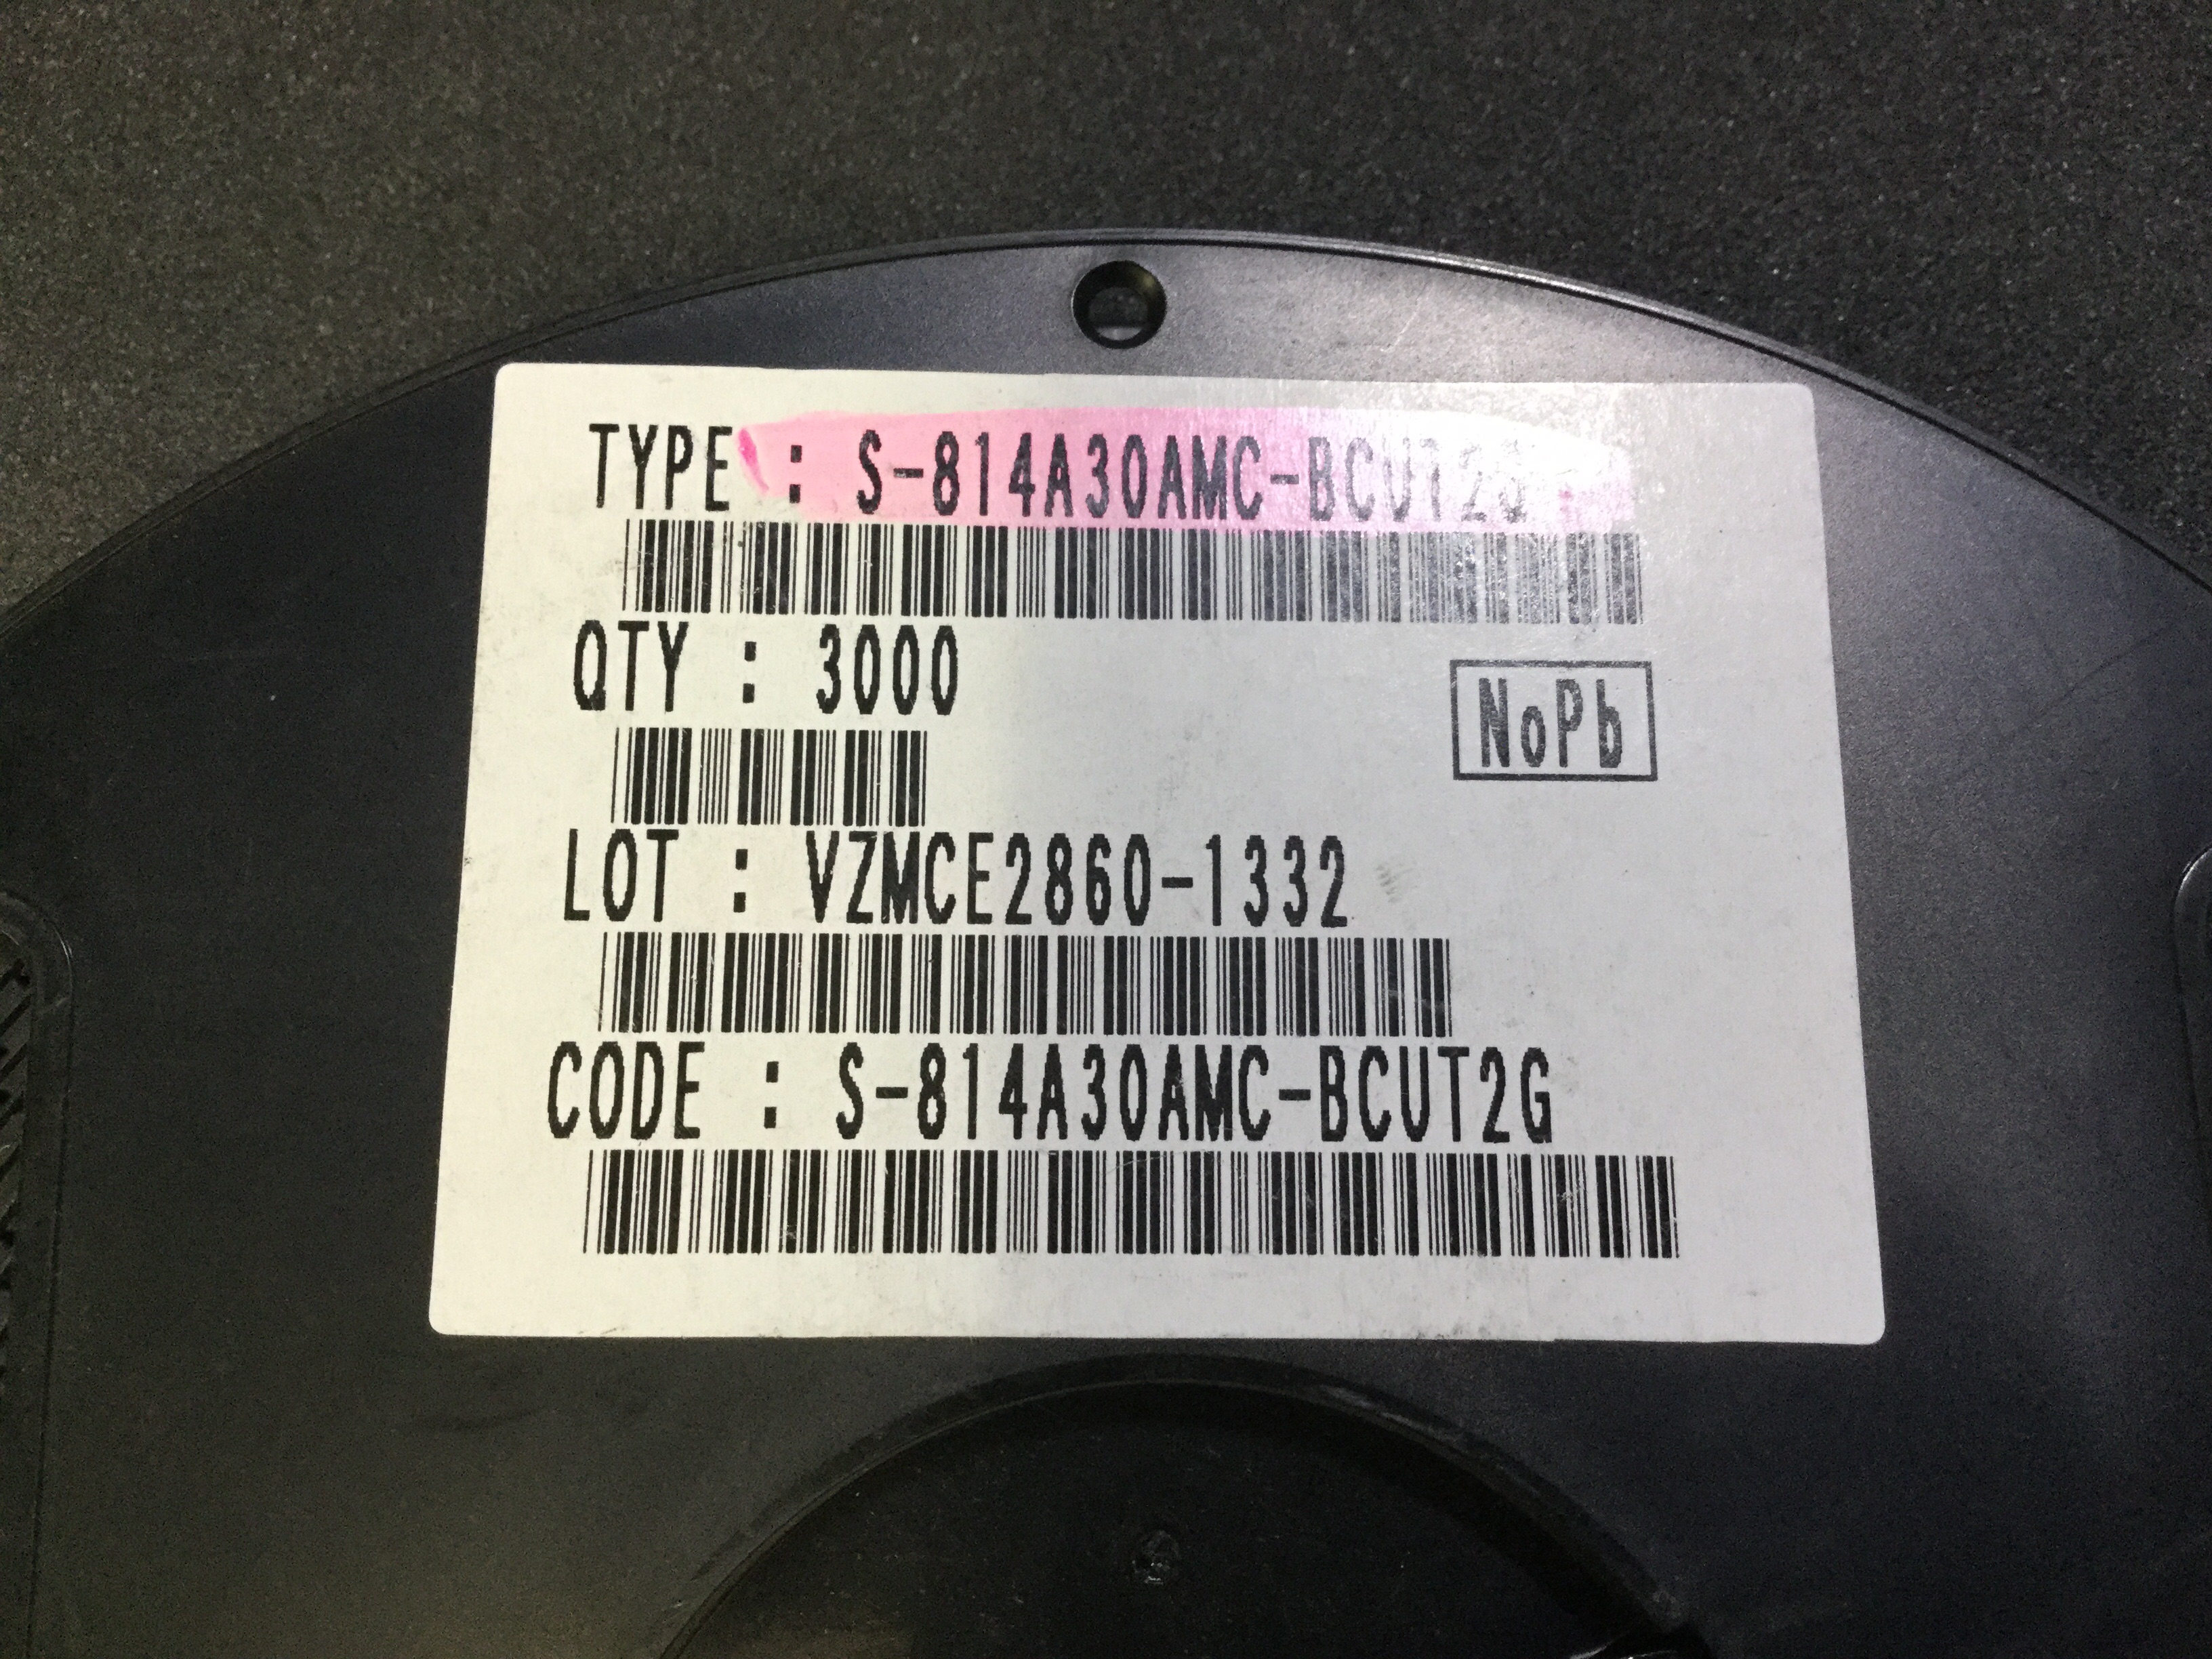 TYPE : S-814A30AMC-BCUT2G
QTY : 3000
NoPb
LOT : VZMCE2860-1332
CODE : S-814A30AMC-BCUT2G